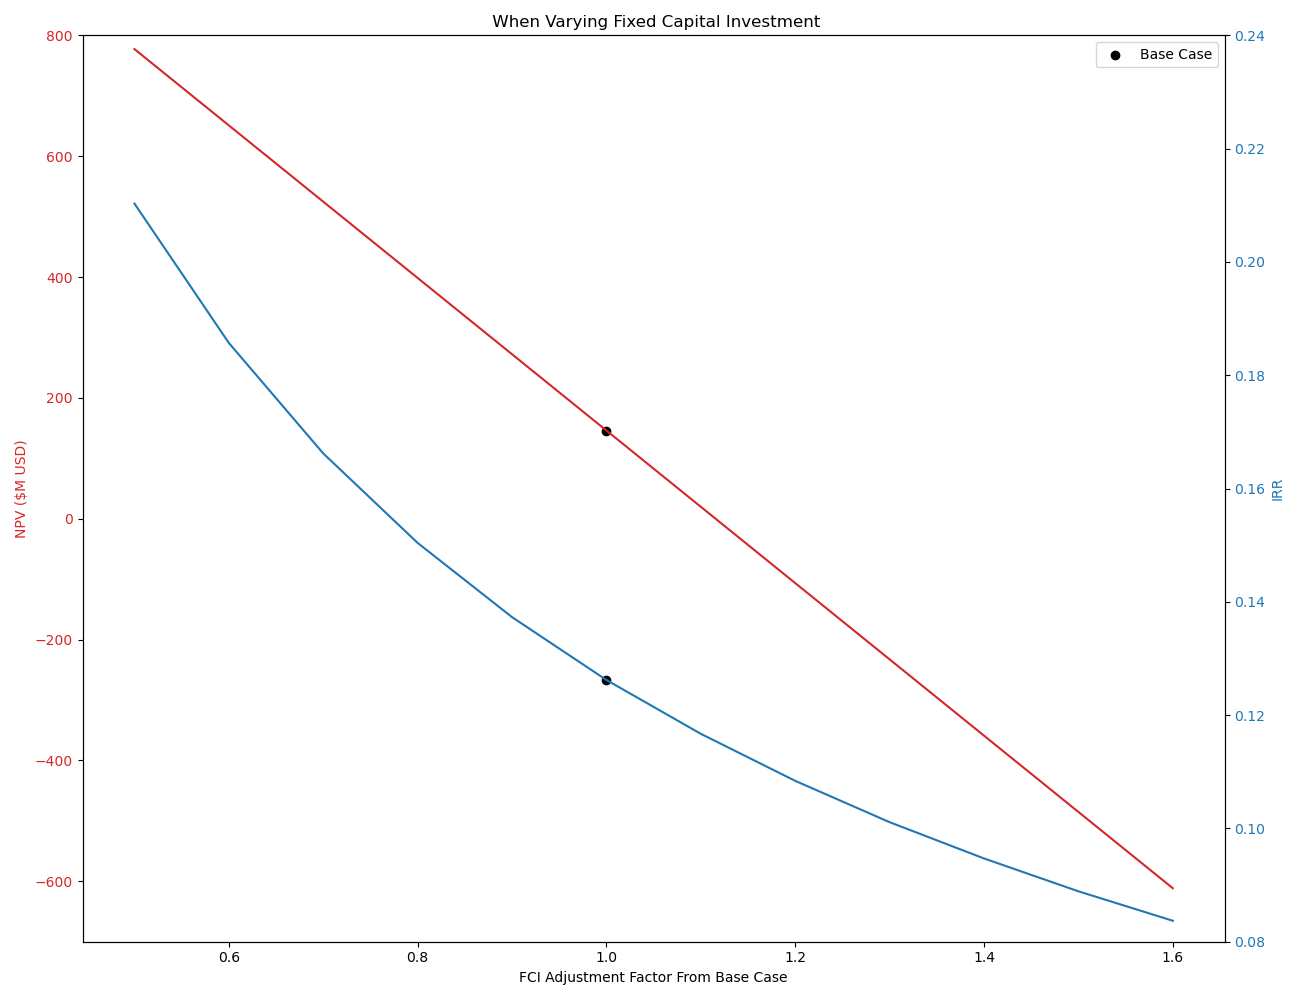 When Varying Fixed Capital Investment
Base Case
800
600
400
200
0
−200
−400
−600
NPV ($M USD)
0.24
0.22
0.20
0.18
0.16
0.14
0.12
0.10
0.08
IRR
0.6 0.8 1.0 1.2 1.4 1.6
FCI Adjustment Factor From Base Case